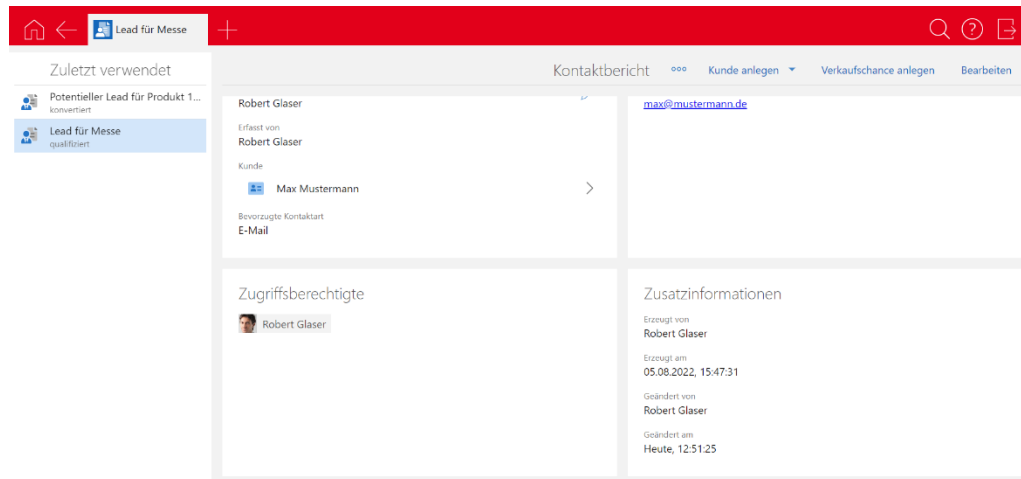 Lead für Messe
Zuletzt verwendet
Potentieller Lead für Produkt 1...
konvertiert
Lead für Messe
qualifiziert
Kontaktbericht
Kunde anlegen
Verkaufschance anlegen
Bearbeiten
Robert Glaser
Erfasst von
Robert Glaser
Kunde
Max Mustermann
Bevorzugte Kontaktart
E-Mail
max@mustermann.de
Zugriffsberechtigte
Robert Glaser
Zusatzinformationen
Erzeugt von
Robert Glaser
Erzeugt am
05.08.2022, 15:47:31
Geändert von
Robert Glaser
Geändert am
Heute, 12:51:25